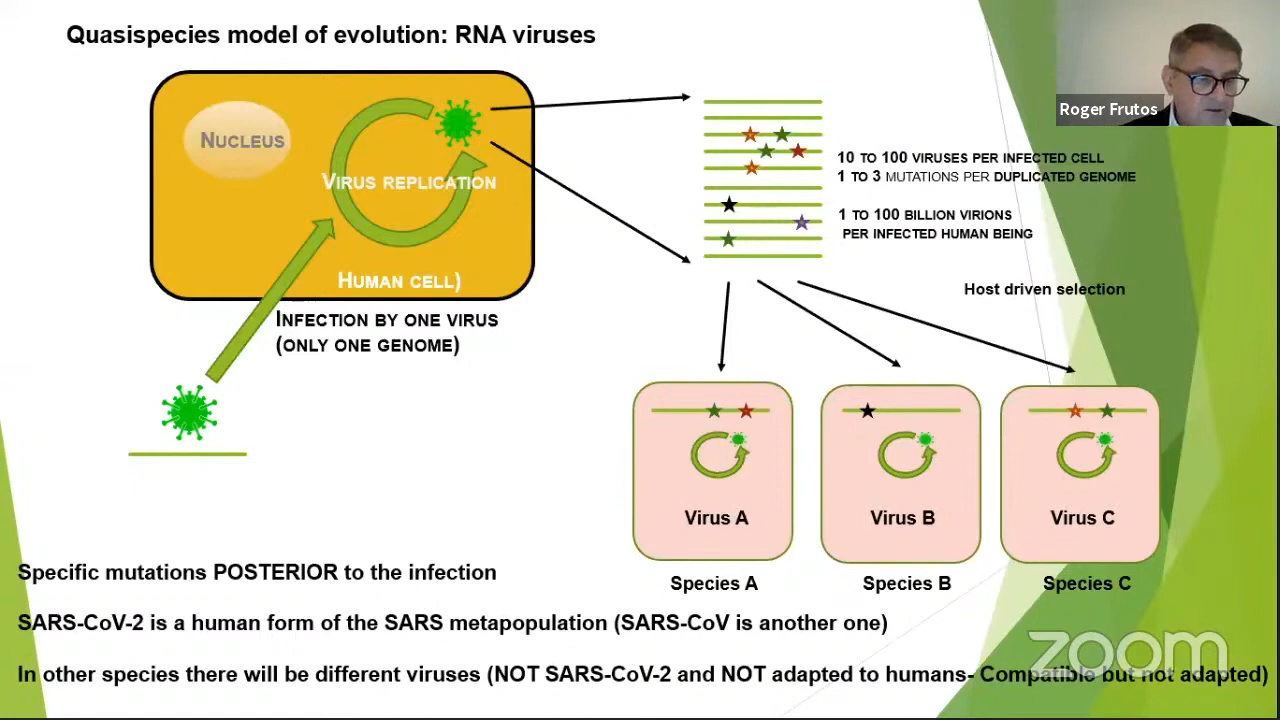 Quasispecies model of evolution: RNA viruses
Roger Frutos
NUCLEUS
VIRUS REPLICATION
HUMAN CELL)
INFECTION BY ONE VIRUS
(ONLY ONE GENOME)
10 TO 100 VIRUSES PER INFECTED CELL
1 TO 3 MUTATIONS PER DUPLICATED GENOME
1 TO 100 BILLION VIRIONS
PER INFECTED HUMAN BEING
Host driven selection
Virus A
Virus B
Virus C
Species A
Species B
Species C
Specific mutations POSTERIOR to the infection
SARS-CoV-2 is a human form of the SARS metapopulation (SARS-CoV is another one)
In other species there will be different viruses (NOT SARS-CoV-2 and NOT adapted to humans- Compatible but not adapted)
zoom